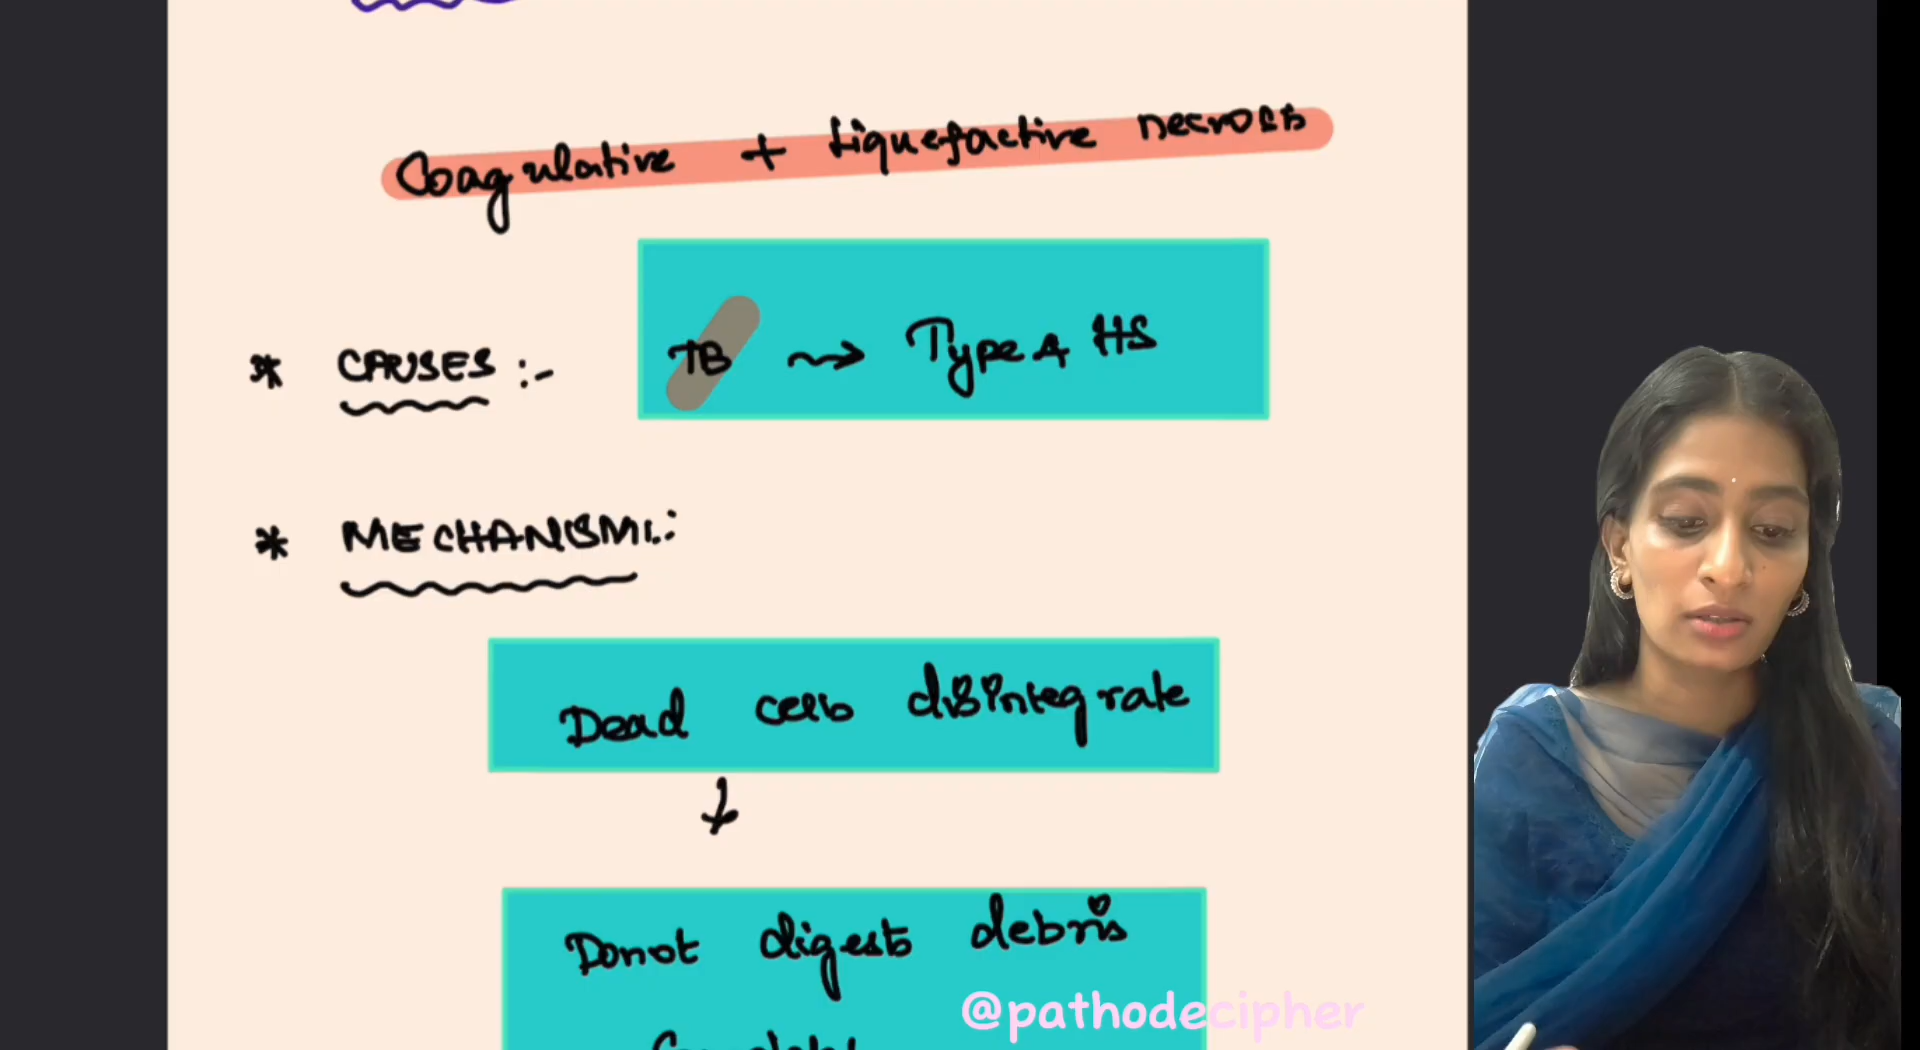 Coagulative + Liquefactive necrosis
* CAUSES :-
TB → Type 4 HS
* MECHANISM:
Dead cells disintegrate
↓
Donot digests debris
@pathodecipher